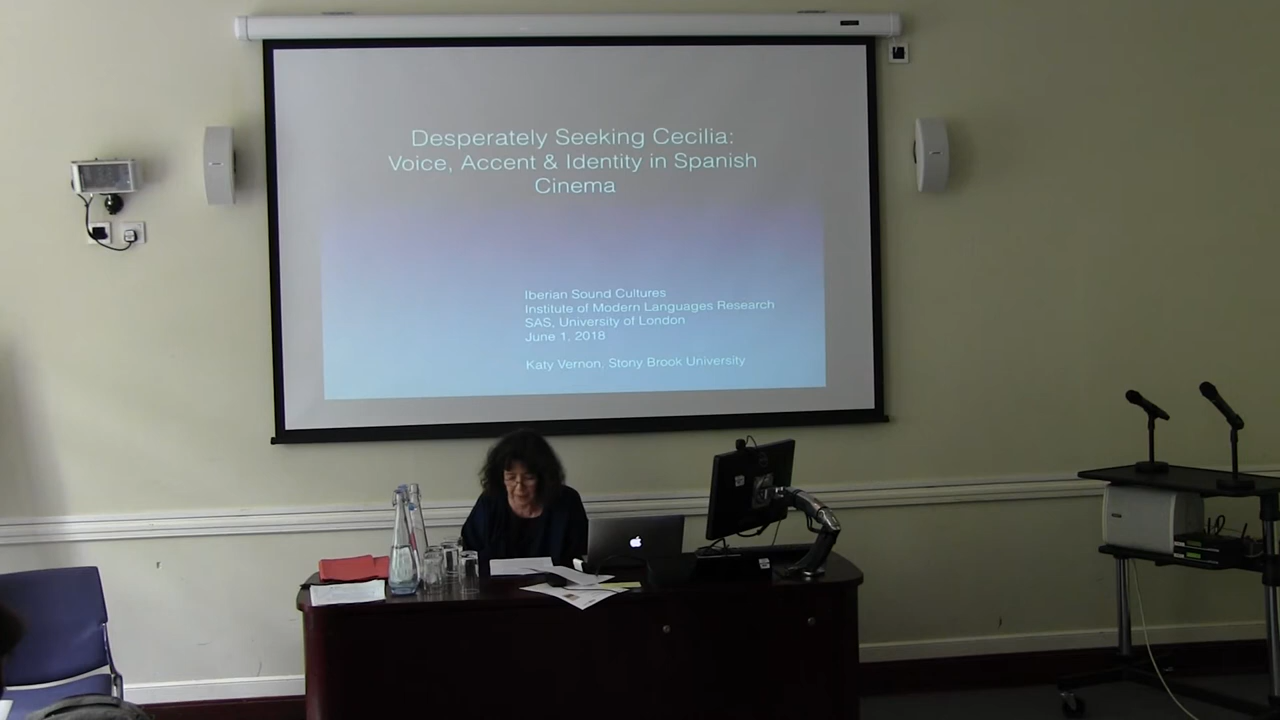 Desperately Seeking Cecilia:
Voice, Accent & Identity in Spanish
Cinema
Iberian Sound Cultures
Institute of Modern Languages Research
SAS, University of London
June 1, 2018
Katy Vernon, Stony Brook University